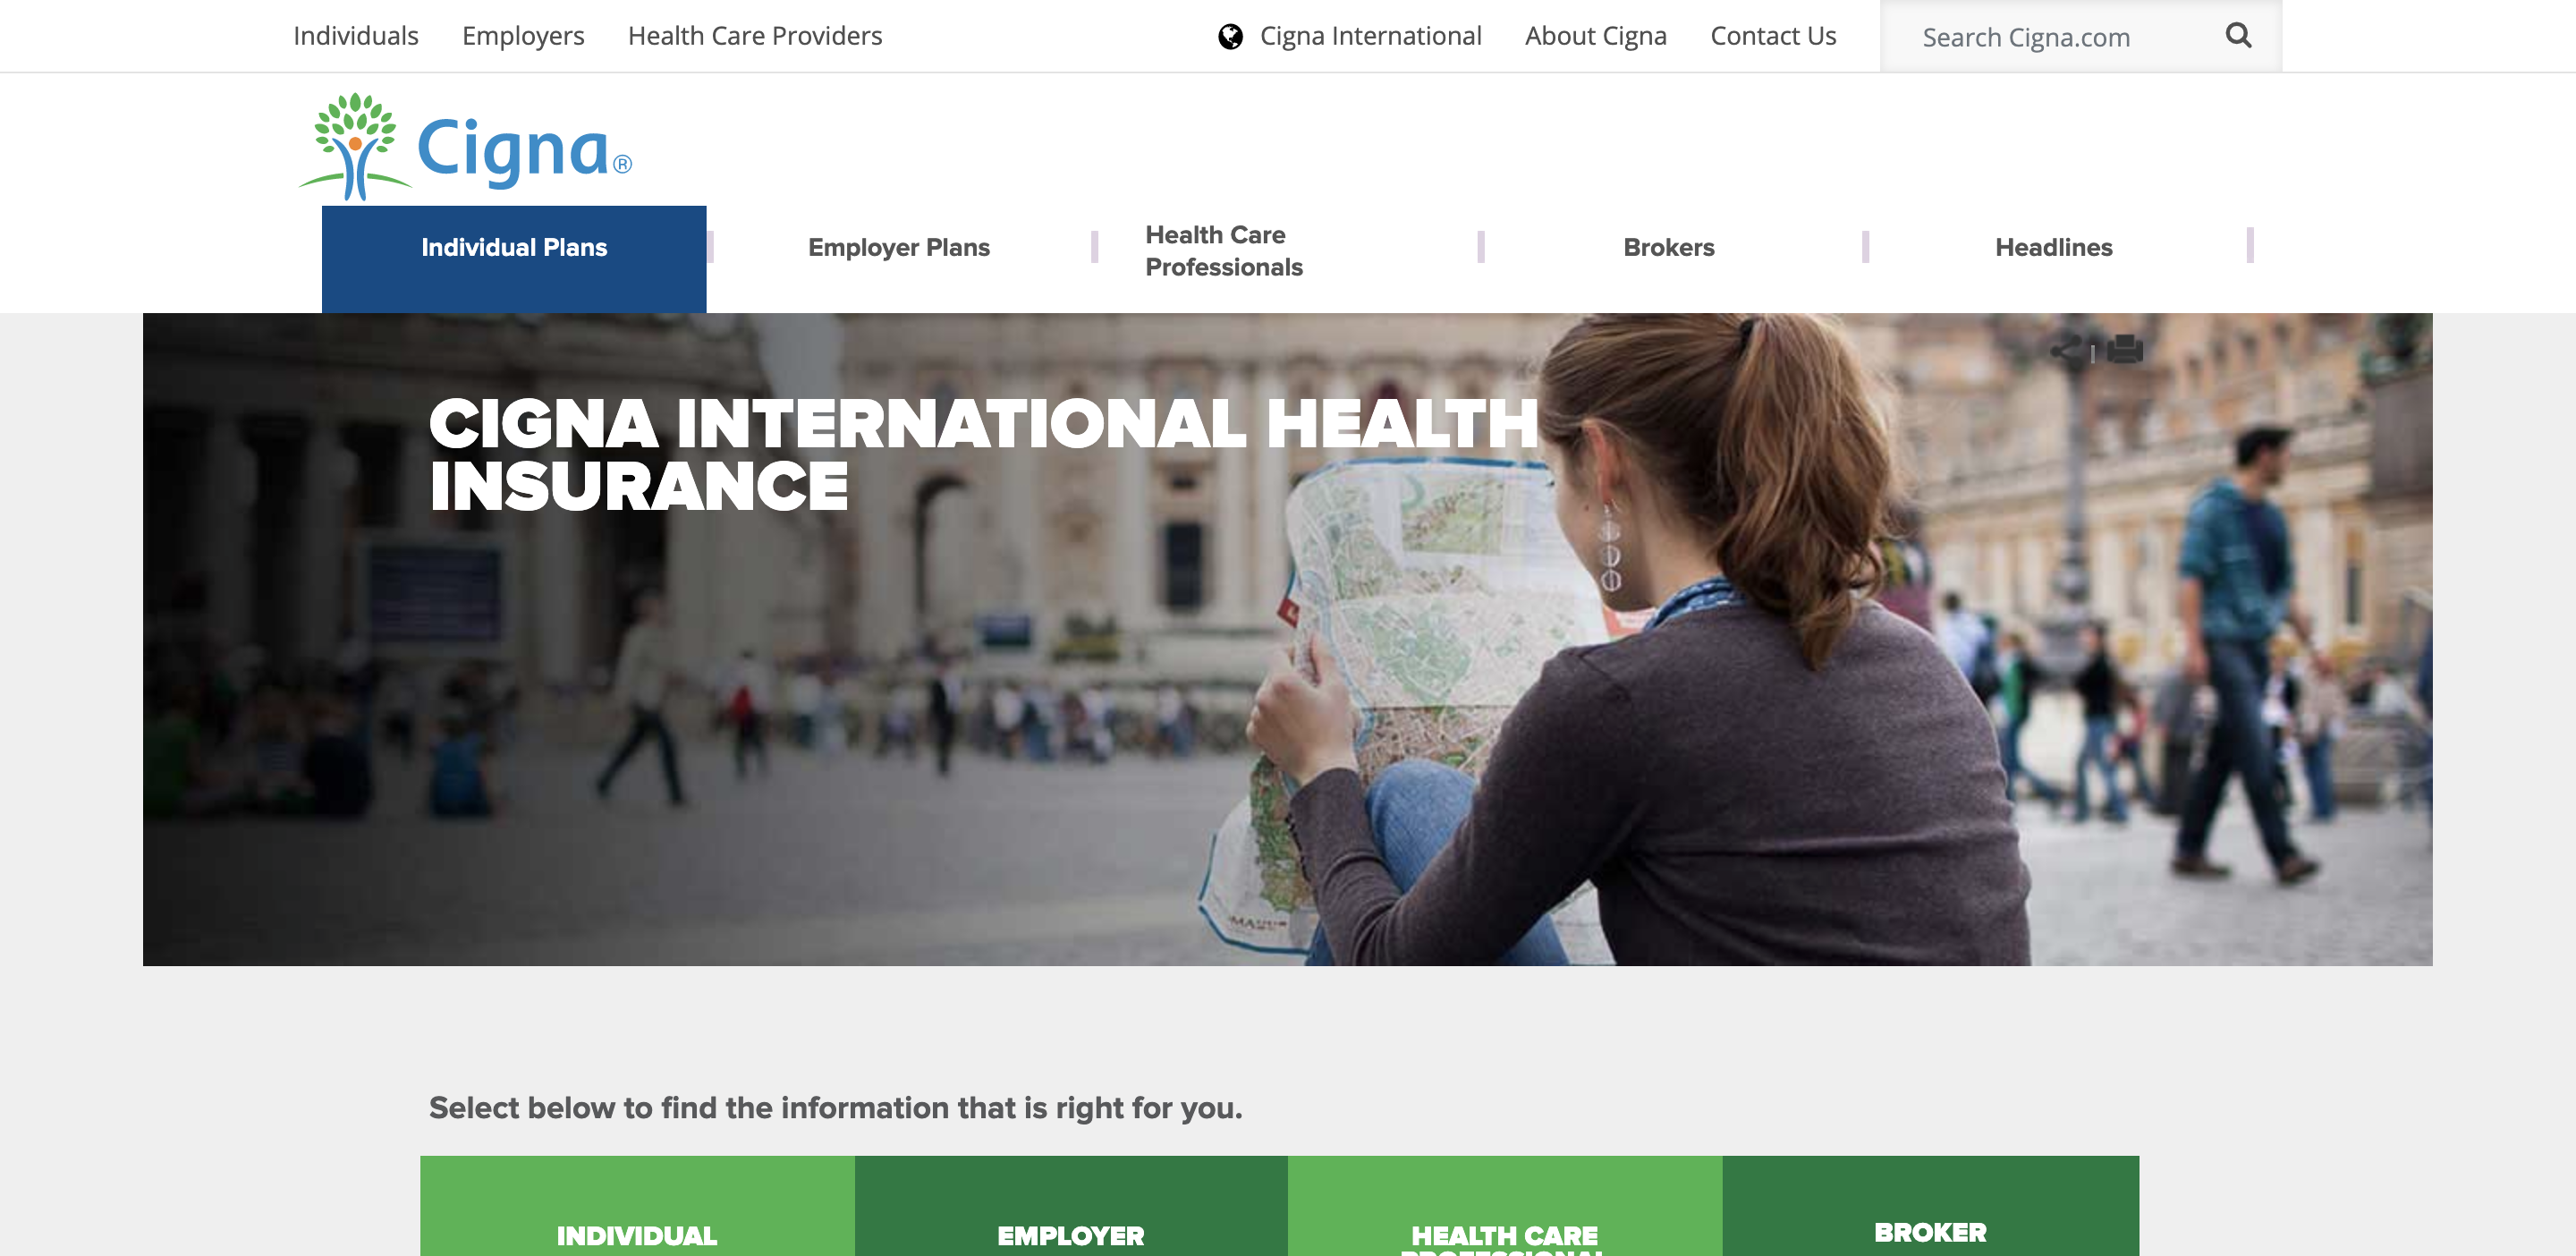 Individuals Employers Health Care Providers Cigna International About Cigna Contact Us Search Cigna.com
Cigna®
Individual Plans Employer Plans Health Care Professionals Brokers Headlines
CIGNA INTERNATIONAL HEALTH
INSURANCE
Select below to find the information that is right for you.
INDIVIDUAL EMPLOYER HEALTH CARE BROKER
PROFESSIONAL